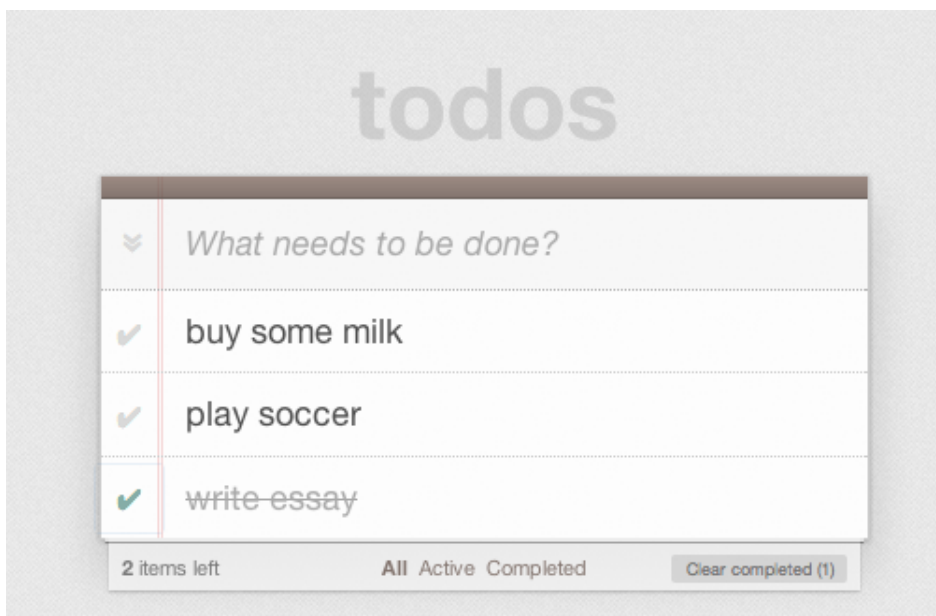 todos
What needs to be done?
buy some milk
play soccer
write essay
2 items left All Active Completed Clear completed (1)